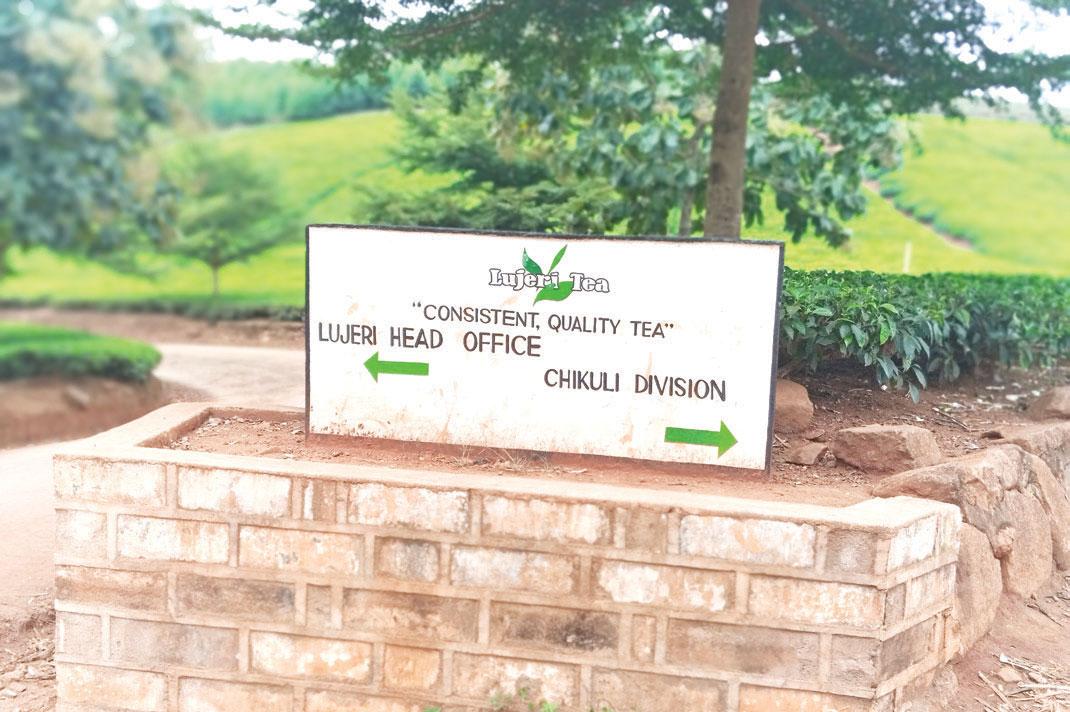 Lujeri Tea
"CONSISTENT, QUALITY TEA"
LUJERI HEAD OFFICE
CHIKULI DIVISION